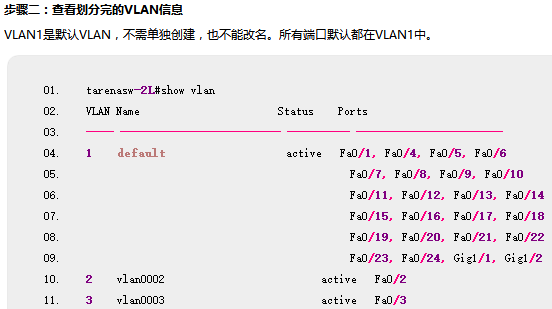 步骤二：查看划分完的VLAN信息
VLAN1是默认VLAN，不需单独创建，也不能改名。所有端口默认都在VLAN1中。
01. tarenasw-2L#show vlan
02. VLAN Name Status Ports
03. ---- -------------------------------- --------- -------------------------------
04. 1 default active Fa0/1, Fa0/4, Fa0/5, Fa0/6
05. Fa0/7, Fa0/8, Fa0/9, Fa0/10
06. Fa0/11, Fa0/12, Fa0/13, Fa0/14
07. Fa0/15, Fa0/16, Fa0/17, Fa0/18
08. Fa0/19, Fa0/20, Fa0/21, Fa0/22
09. Fa0/23, Fa0/24, Gig1/1, Gig1/2
10. 2 vlan0002 active Fa0/2
11. 3 vlan0003 active Fa0/3